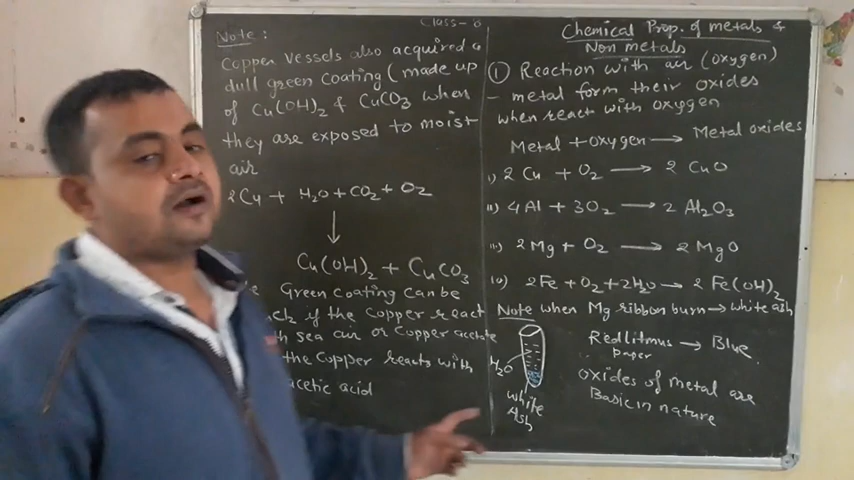 Class-8
Note:
Copper vessels also acquired a
dull green coating (made up
of Cu(OH)2 & CuCO3 when
they are exposed to moist
air
2Cu + H2O + CO2 + O2
↓
Cu(OH)2 + CuCO3
Green coating can be
if the copper react
sea air or copper acetate
the copper reacts with
acetic acid
Chemical Prop. of metals &
Non metals
① Reaction with air (oxygen)
- metal form their oxides
when react with oxygen
Metal + oxygen → Metal oxides
i) 2 Cu + O2 → 2 CuO
ii) 4Al + 3O2 → 2 Al2O3
iii) 2Mg + O2 → 2 MgO
iv) 2Fe + O2 + 2H2O → 2 Fe(OH)2
Note when Mg ribbon burn → white ash
Red litmus → Blue
paper
H2O
oxides of metal are
Basic in nature
white
Ash